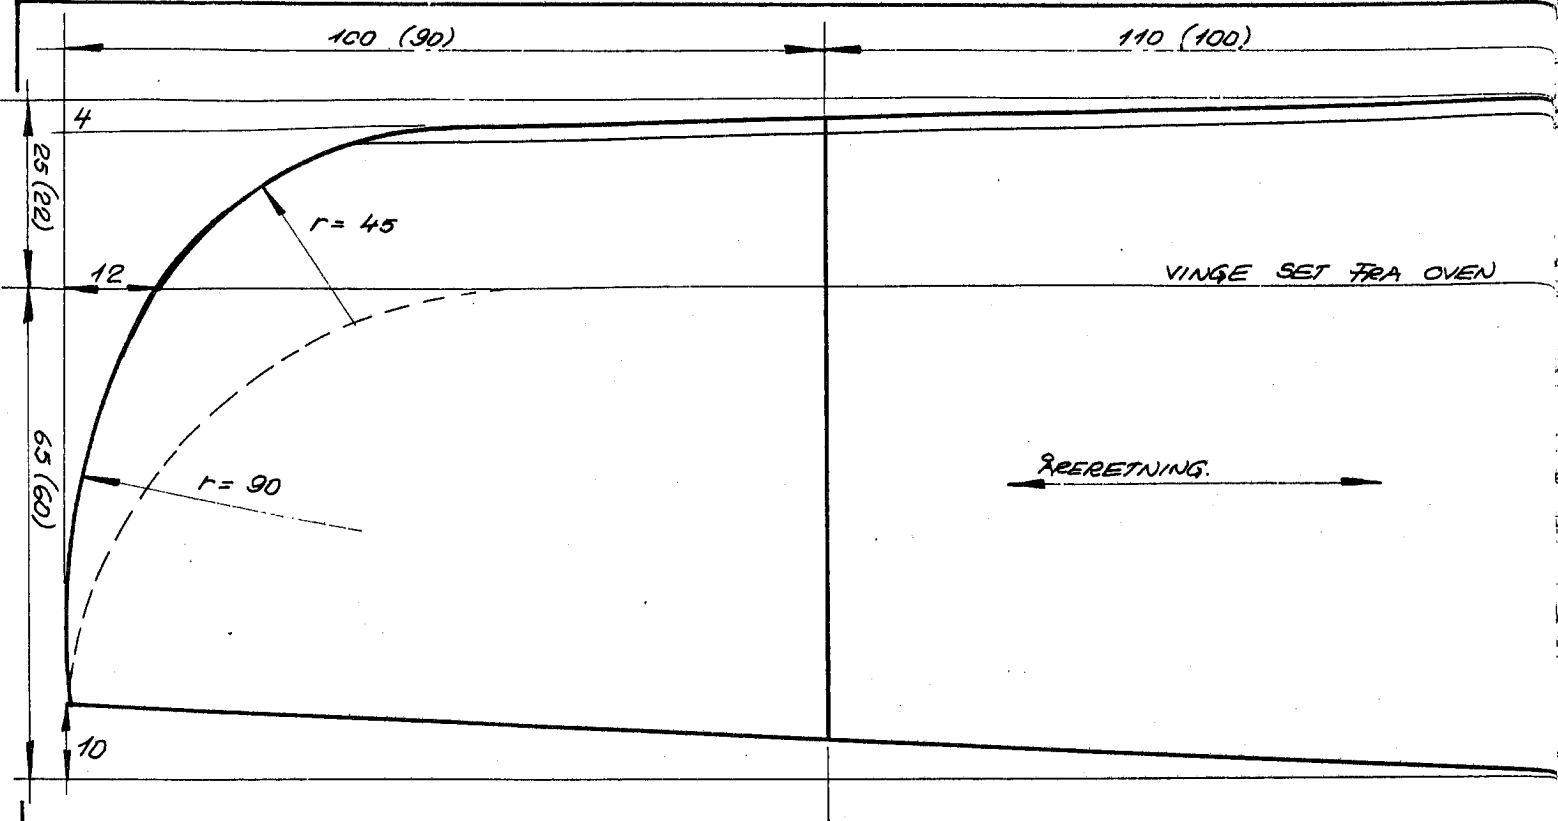 100 (90)
110 (100)
4
25 (22)
r = 45
12
VINGE SET FRA OVEN
65 (60)
r = 90
ÅRERETNING.
10